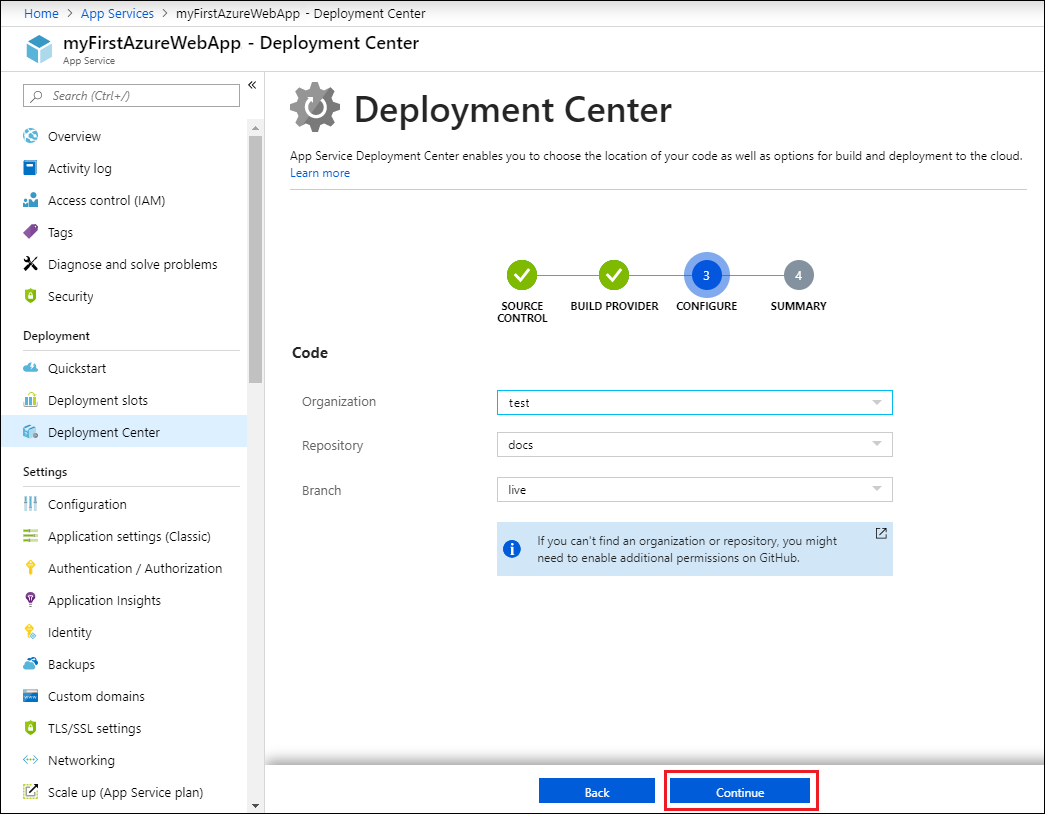 Home > App Services > myFirstAzureWebApp - Deployment Center
myFirstAzureWebApp - Deployment Center
App Service
Search (Ctrl+/)
«
Overview
Activity log
Access control (IAM)
Tags
Diagnose and solve problems
Security
Deployment
Quickstart
Deployment slots
Deployment Center
Settings
Configuration
Application settings (Classic)
Authentication / Authorization
Application Insights
Identity
Backups
Custom domains
TLS/SSL settings
Networking
Scale up (App Service plan)
Deployment Center
App Service Deployment Center enables you to choose the location of your code as well as options for build and deployment to the cloud.
Learn more
SOURCE
CONTROL
BUILD PROVIDER
3
CONFIGURE
4
SUMMARY
Code
Organization
test
Repository
docs
Branch
live
If you can't find an organization or repository, you might
need to enable additional permissions on GitHub.
Back
Continue